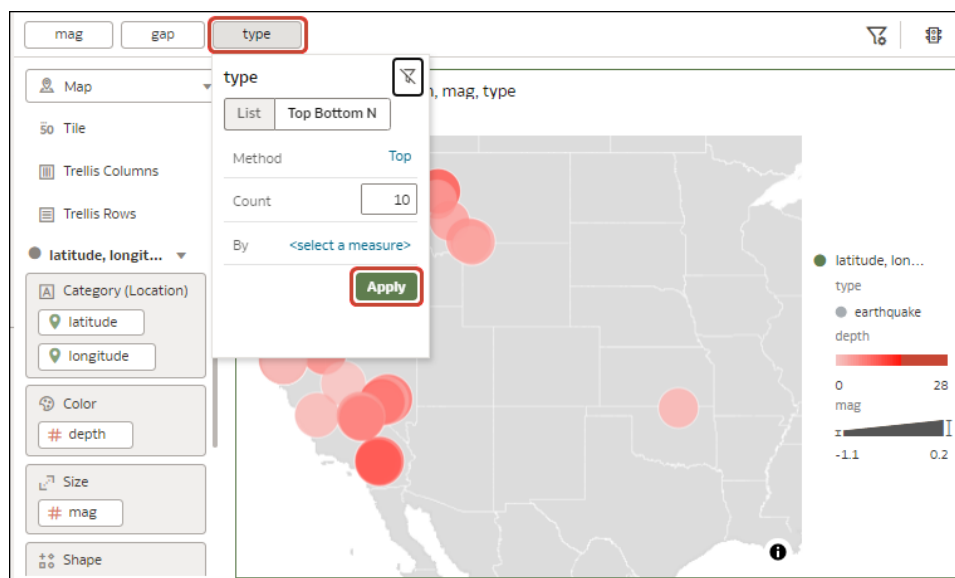 mag
gap
type
Map
50 Tile
Trellis Columns
Trellis Rows
latitude, longit...
Category (Location)
latitude
longitude
Color
# depth
Size
# mag
Shape
type
List
Top Bottom N
Method
Top
Count
10
By
<select a measure>
Apply
, mag, type
latitude, lon...
type
earthquake
depth
0
28
mag
-1.1
0.2